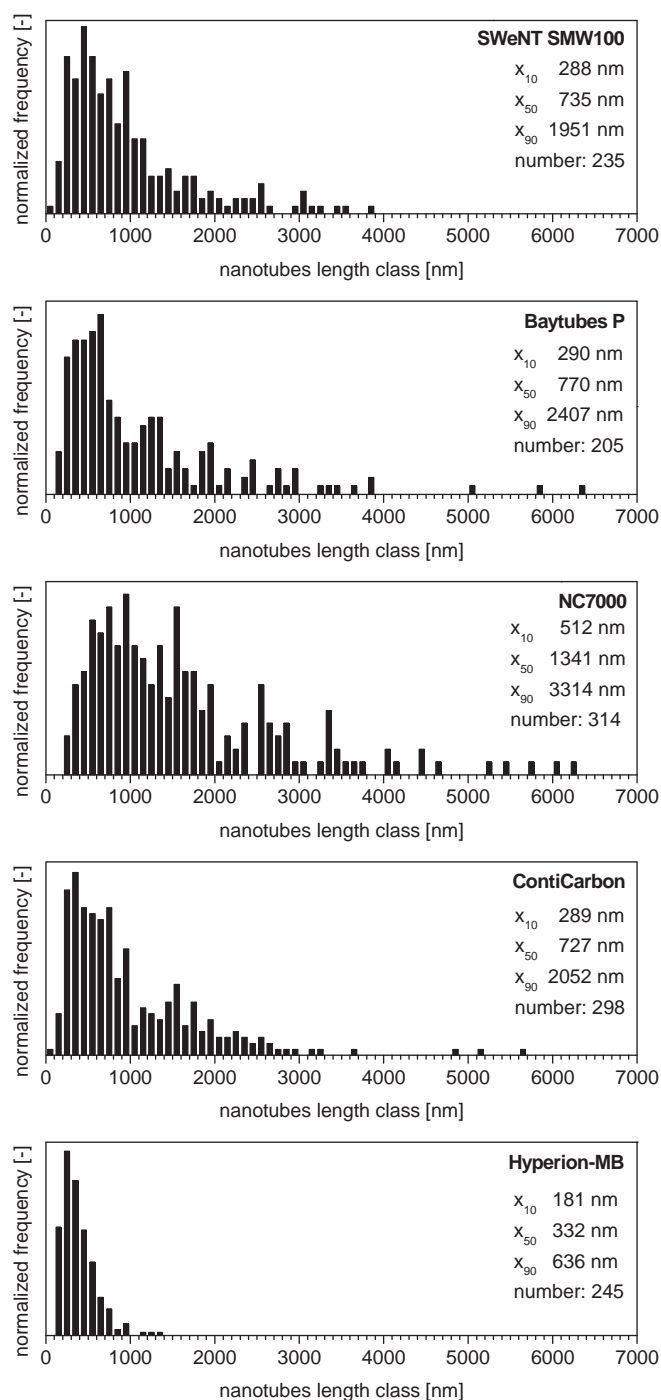 normalized frequency [-]
SWeNT SMW100
x10 288 nm
x50 735 nm
x90 1951 nm
number: 235
0 1000 2000 3000 4000 5000 6000 7000
nanotubes length class [nm]
normalized frequency [-]
Baytubes P
x10 290 nm
x50 770 nm
x90 2407 nm
number: 205
0 1000 2000 3000 4000 5000 6000 7000
nanotubes length class [nm]
normalized frequency [-]
NC7000
x10 512 nm
x50 1341 nm
x90 3314 nm
number: 314
0 1000 2000 3000 4000 5000 6000 7000
nanotubes length class [nm]
normalized frequency [-]
ContiCarbon
x10 289 nm
x50 727 nm
x90 2052 nm
number: 298
0 1000 2000 3000 4000 5000 6000 7000
nanotubes length class [nm]
normalized frequency [-]
Hyperion-MB
x10 181 nm
x50 332 nm
x90 636 nm
number: 245
0 1000 2000 3000 4000 5000 6000 7000
nanotubes length class [nm]